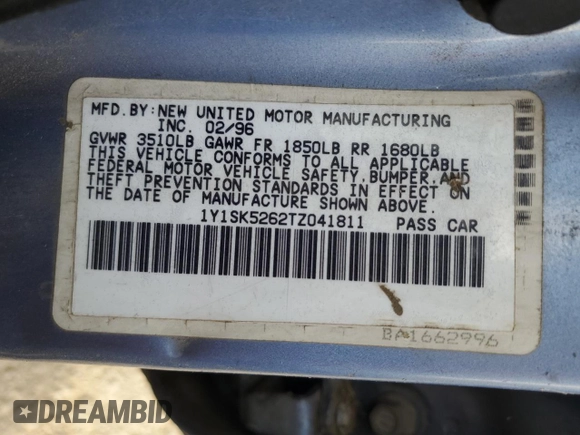 MFD.BY:NEW UNITED MOTOR MANUFACTURING
INC. 02/96
GVWR 3510LB GAWR FR 1850LB RR 1680LB
THIS VEHICLE CONFORMS TO ALL APPLICABLE
FEDERAL MOTOR VEHICLE SAFETY.BUMPER.AND
THEFT PREVENTION STANDARDS IN EFFECT ON
THE DATE OF MANUFACTURE SHOWN ABOVE.
1Y1SK5262TZ041811 PASS CAR
BA1662996
DREAMBID